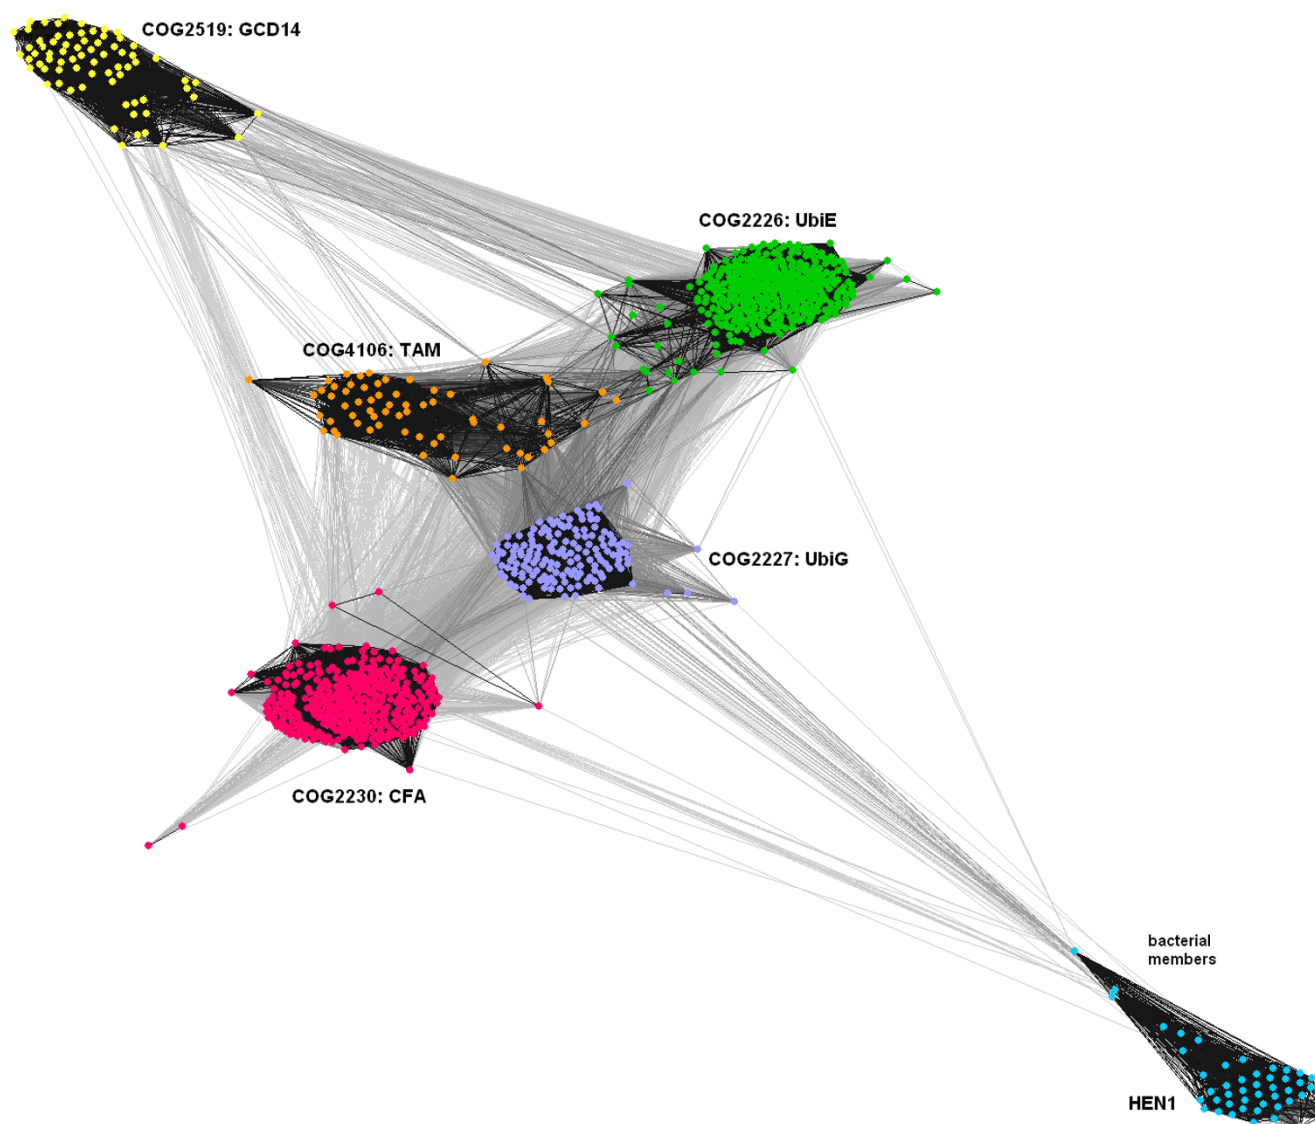 COG2519: GCD14
COG2226: UbiE
COG4106: TAM
COG2227: UbiG
COG2230: CFA
bacterial
members
HEN1